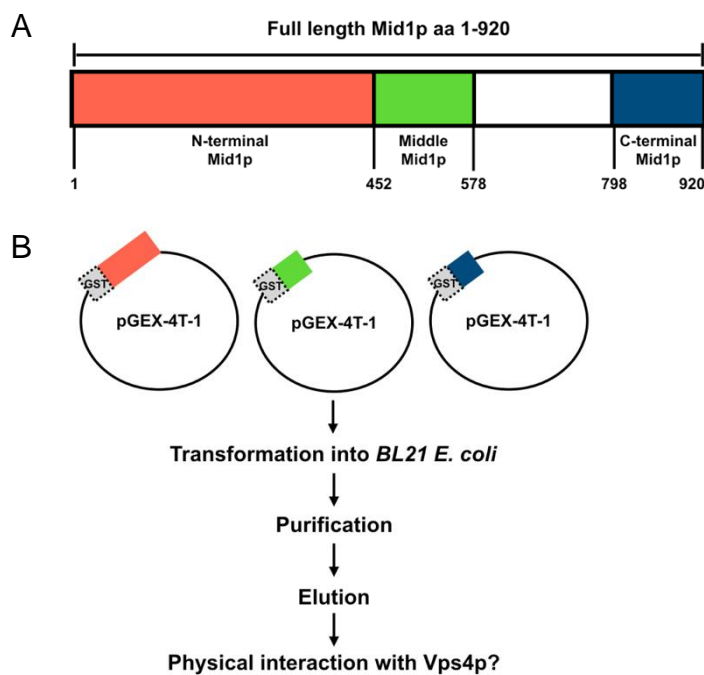 A
Full length Mid1p aa 1-920
N-terminal Middle C-terminal
Mid1p Mid1p Mid1p
1 452 578 798 920
B
GST GST GST
pGEX-4T-1 pGEX-4T-1 pGEX-4T-1
Transformation into BL21 E. coli
Purification
Elution
Physical interaction with Vps4p?